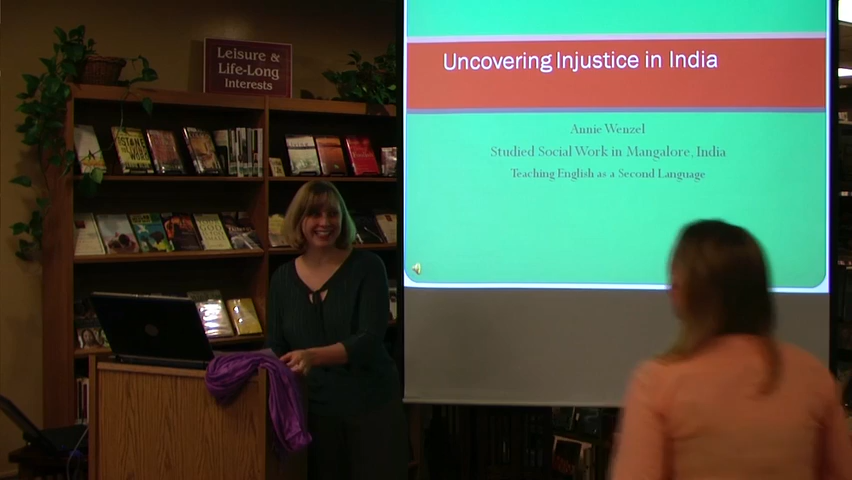 Leisure &
Life-Long
Interests
Uncovering Injustice in India
Annie Wenzel
Studied Social Work in Mangalore, India
Teaching English as a Second Language